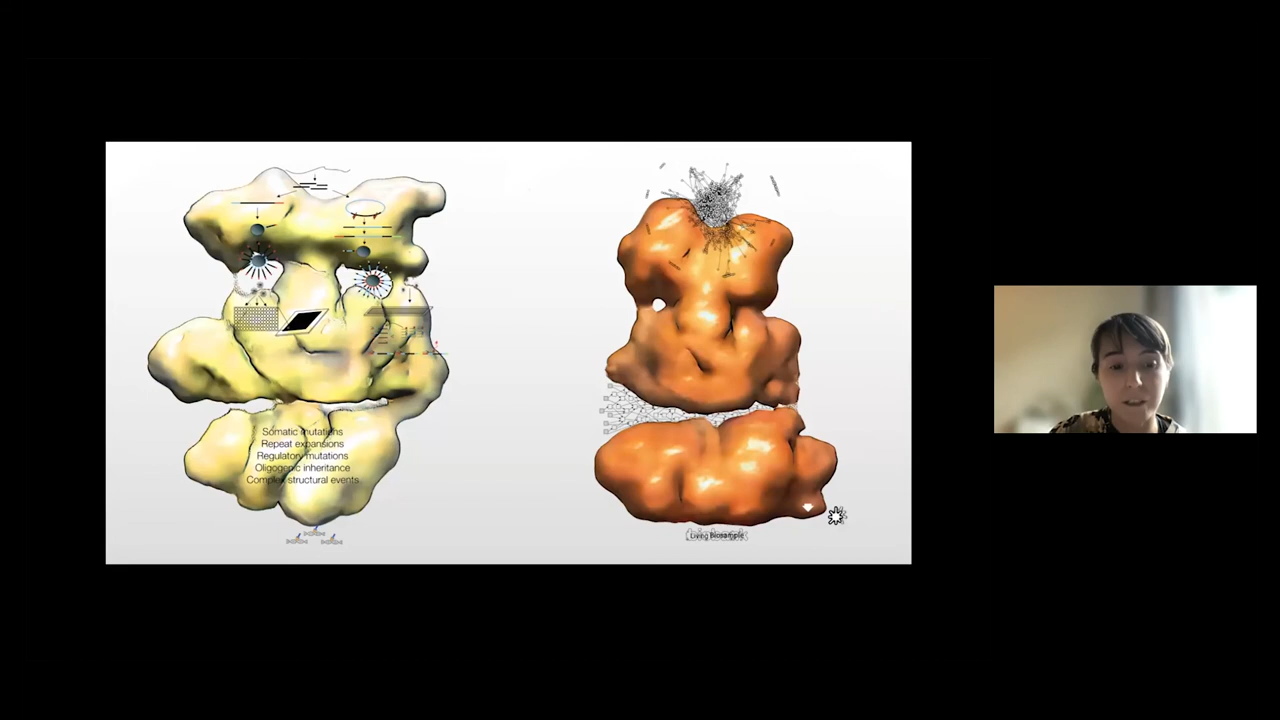 Somatic mutations
Repeat expansions
Regulatory mutations
Oligogenic inheritance
Complex structural events
Living Biosample